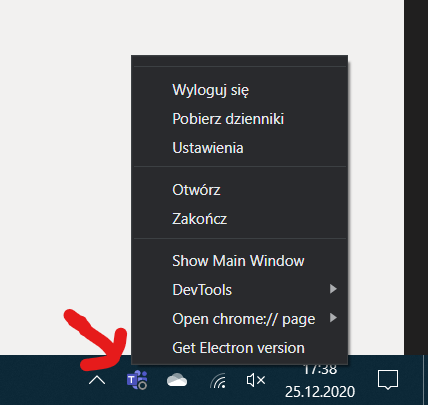 Wyloguj się
Pobierz dzienniki
Ustawienia
Otwórz
Zakończ
Show Main Window
DevTools
Open chrome:// page
Get Electron version
17:38
25.12.2020